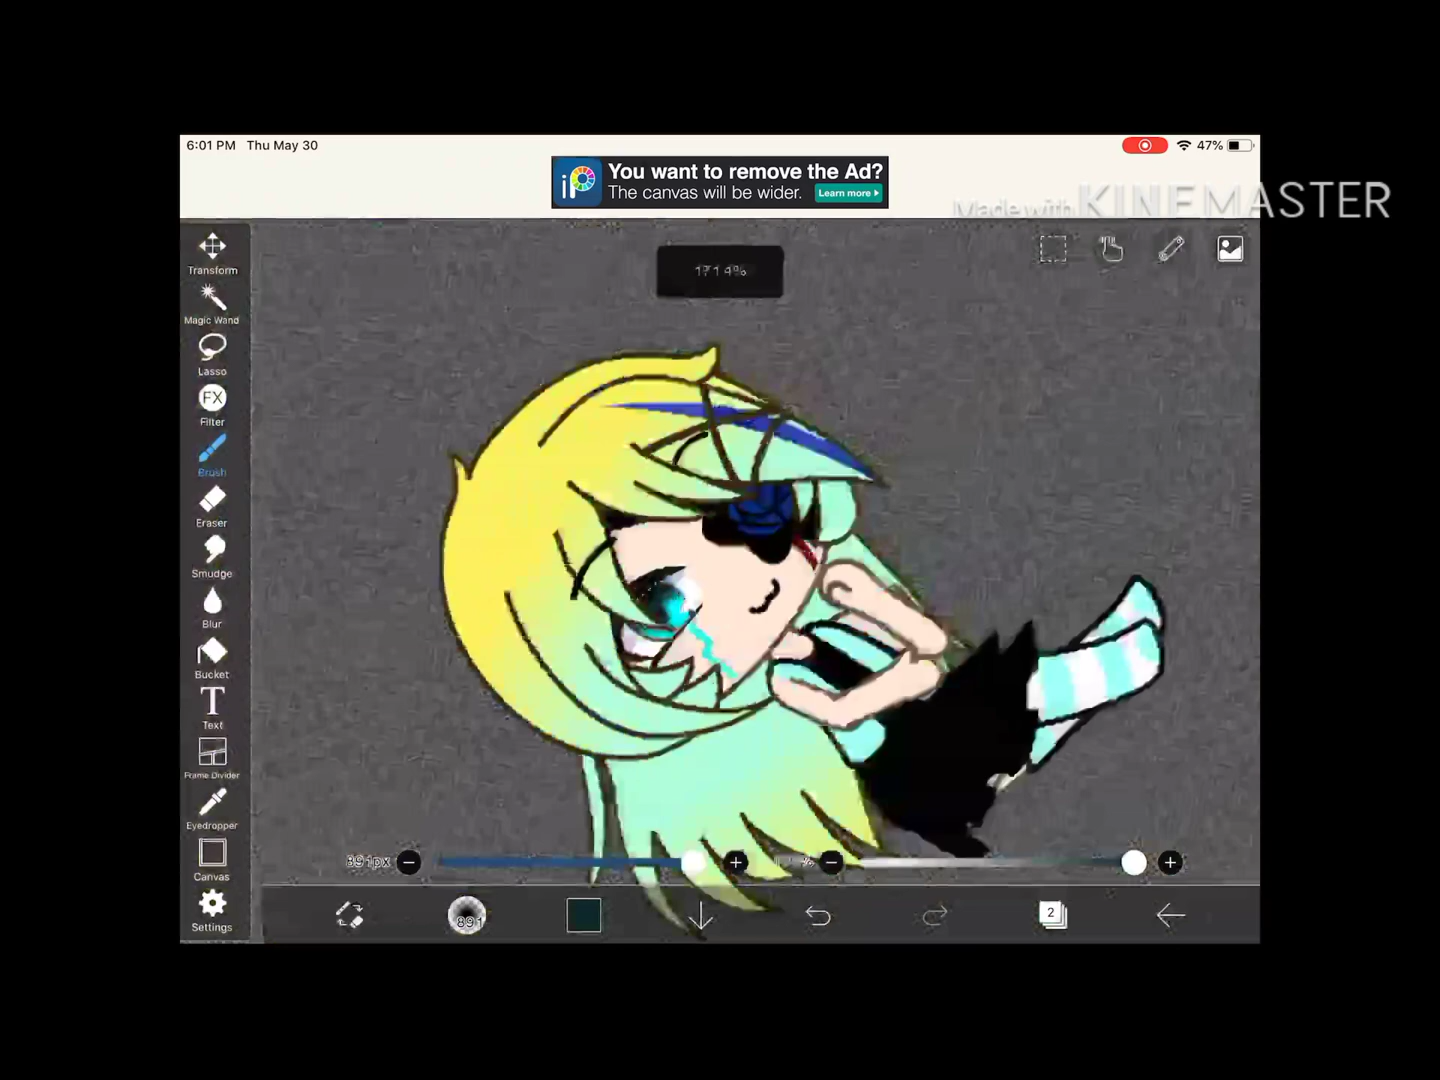 6:01 PM Thu May 30
47%
You want to remove the Ad?
The canvas will be wider.
Learn more
Made with KINEMASTER
Transform
Magic Wand
Lasso
FX
Filter
Brush
Eraser
Smudge
Blur
Bucket
T
Text
Frame Divider
Eyedropper
Canvas
Settings
891px
891
2